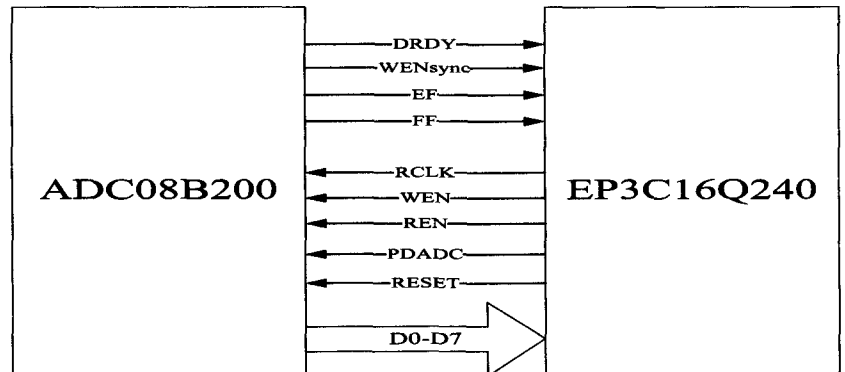 DRDY
WENsync
EF
FF
RCLK
ADC08B200
EP3C16Q240
WEN
REN
PDADC
RESET
D0-D7